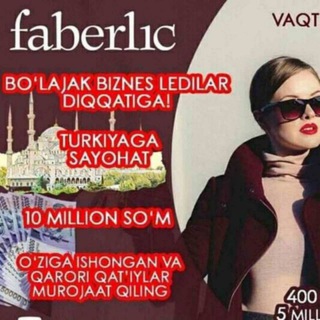 faberlic
VAQT
BO'LAJAK BIZNES LEDILAR
DIQQATIGA!
TURKIYAGA
SAYOHAT
10 MILLION SO'M
O'ZIGA ISHONGAN VA
QARORI QAT'IYLAR
MUROJAAT QILING
400
5 MILL